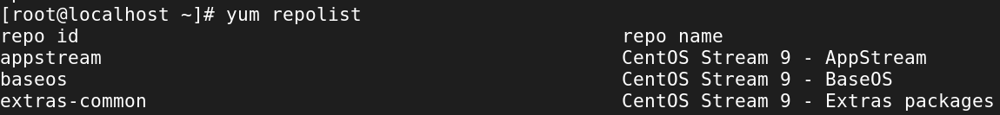 [root@localhost ~]# yum repolist
repo id                                                repo name
appstream                                              CentOS Stream 9 - AppStream
baseos                                                 CentOS Stream 9 - BaseOS
extras-common                                          CentOS Stream 9 - Extras packages